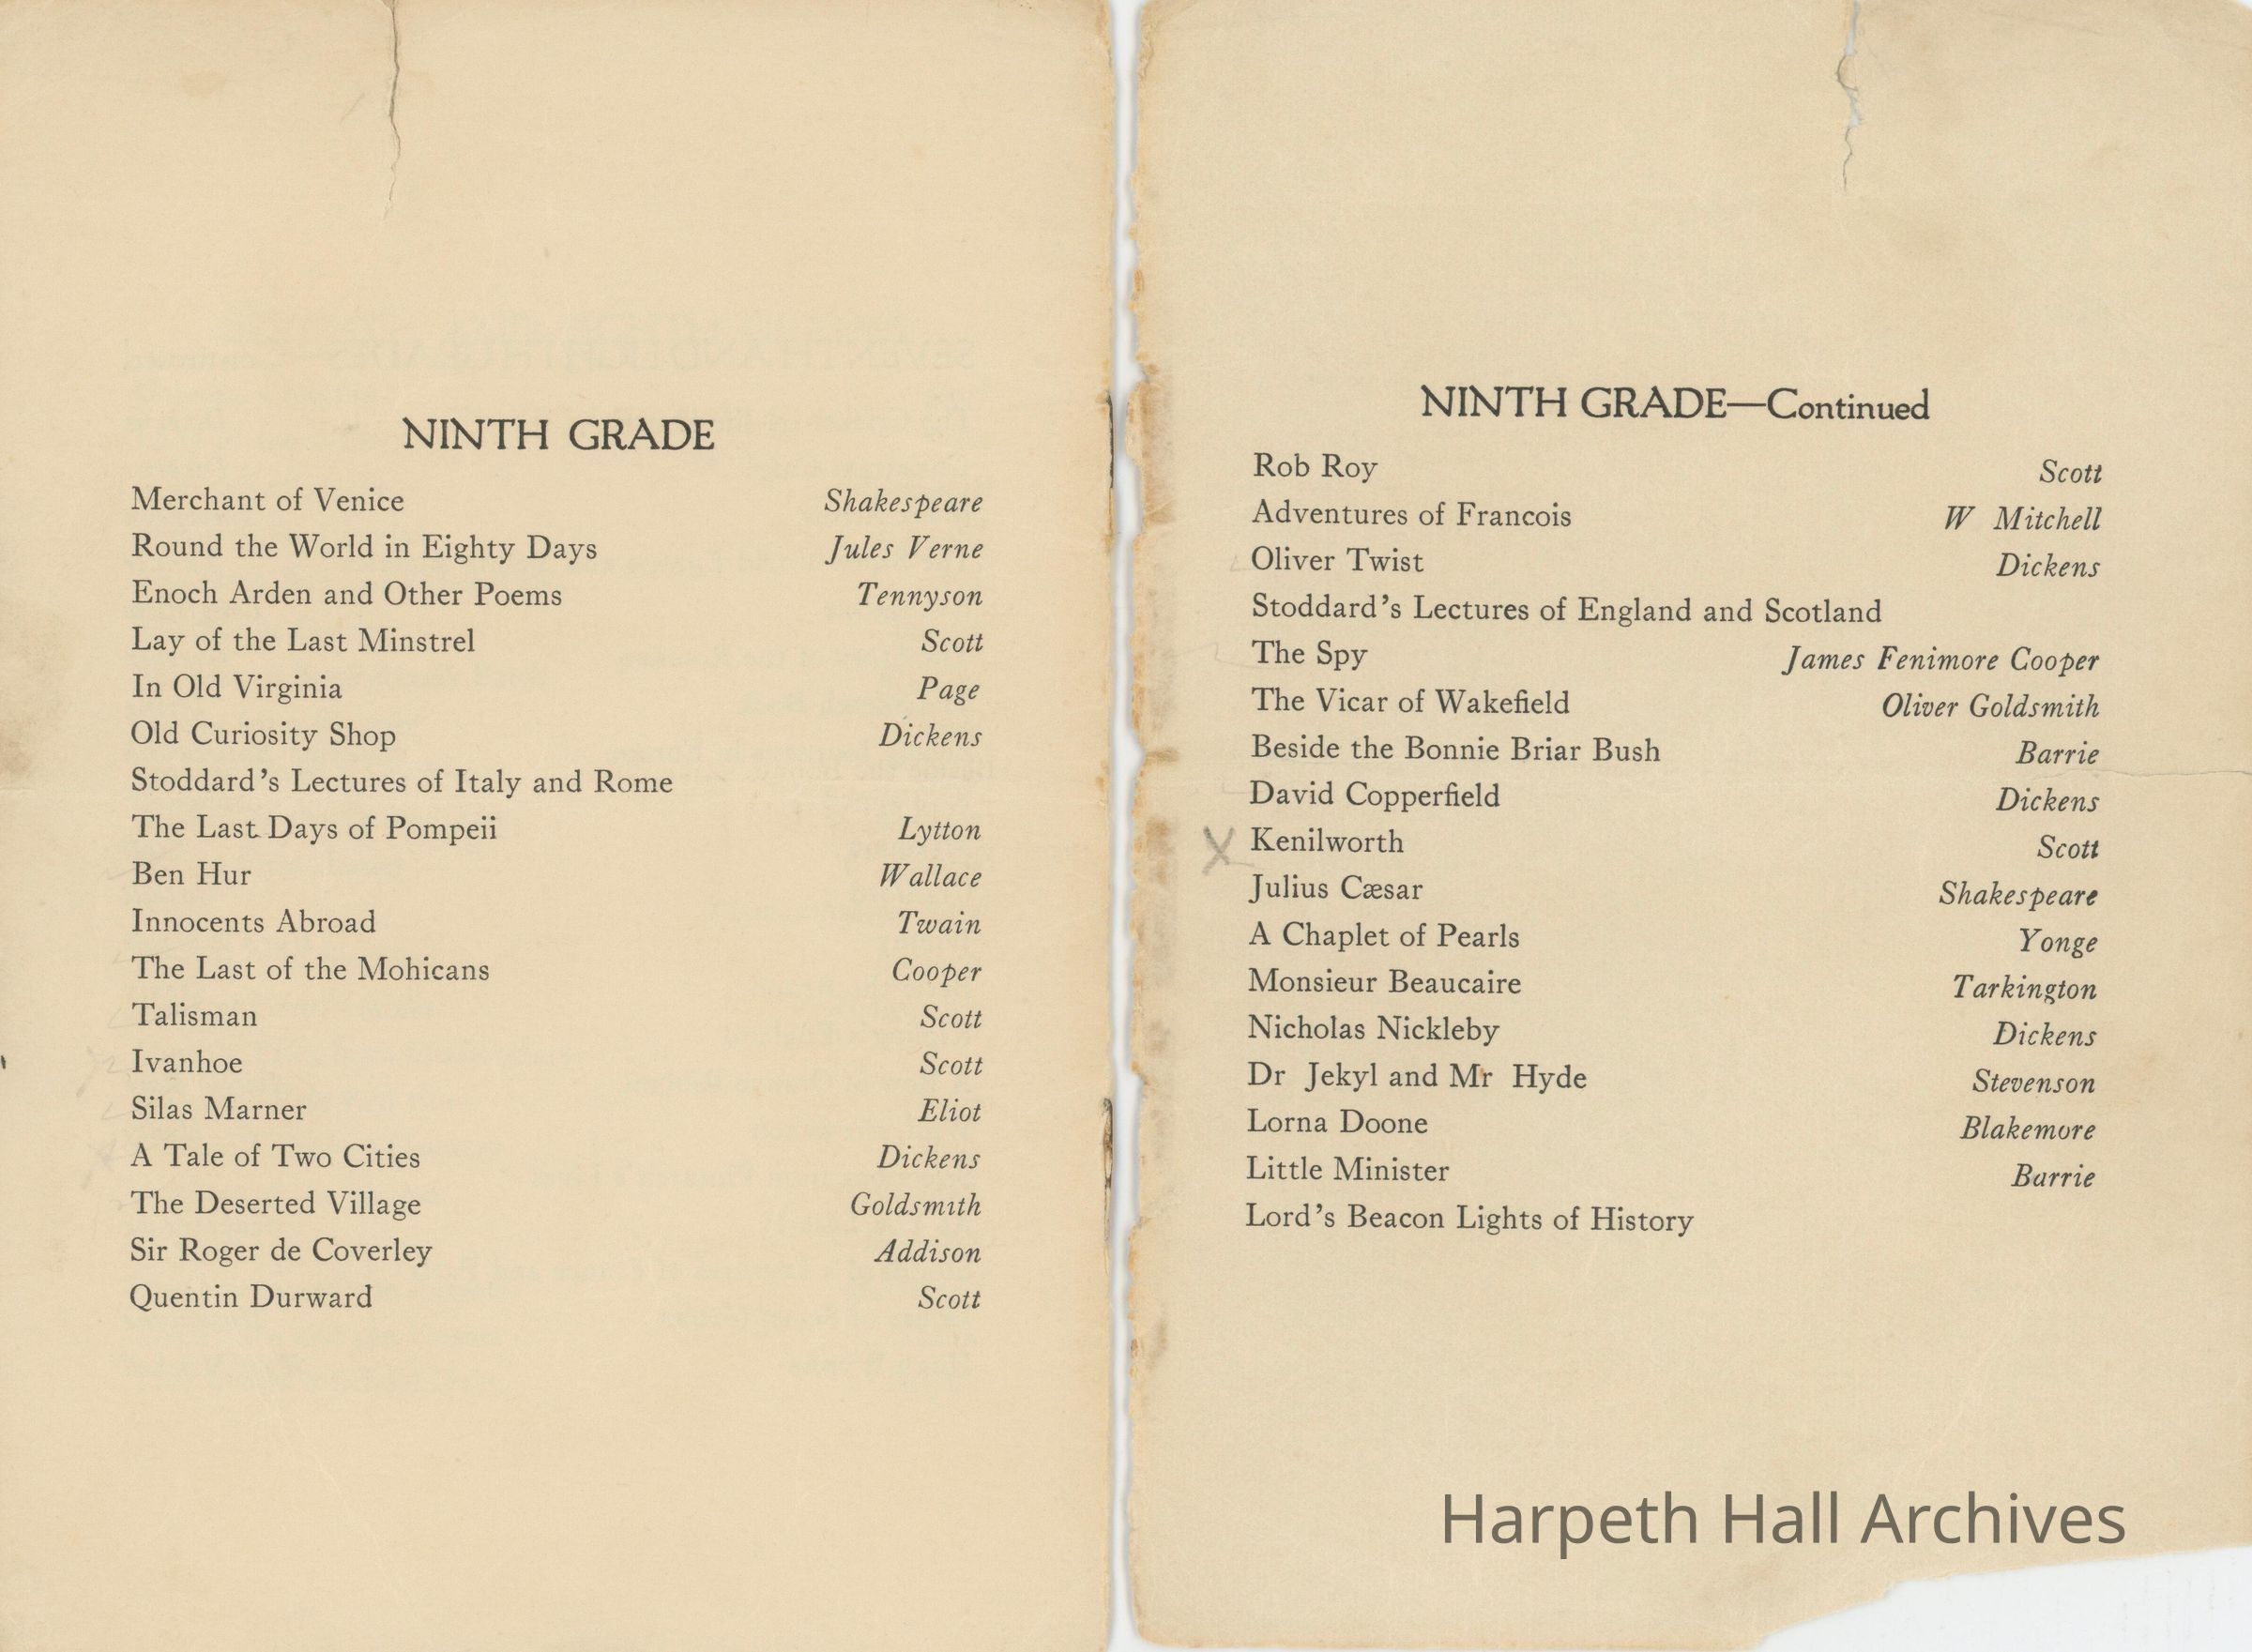 NINTH GRADE
Merchant of Venice Shakespeare
Round the World in Eighty Days Jules Verne
Enoch Arden and Other Poems Tennyson
Lay of the Last Minstrel Scott
In Old Virginia Page
Old Curiosity Shop Dickens
Stoddard's Lectures of Italy and Rome
The Last Days of Pompeii Lytton
Ben Hur Wallace
Innocents Abroad Twain
The Last of the Mohicans Cooper
Talisman Scott
Ivanhoe Scott
Silas Marner Eliot
A Tale of Two Cities Dickens
The Deserted Village Goldsmith
Sir Roger de Coverley Addison
Quentin Durward Scott
NINTH GRADE—Continued
Rob Roy Scott
Adventures of Francois W Mitchell
Oliver Twist Dickens
Stoddard's Lectures of England and Scotland
The Spy James Fenimore Cooper
The Vicar of Wakefield Oliver Goldsmith
Beside the Bonnie Briar Bush Barrie
David Copperfield Dickens
X Kenilworth Scott
Julius Cæsar Shakespeare
A Chaplet of Pearls Yonge
Monsieur Beaucaire Tarkington
Nicholas Nickleby Dickens
Dr Jekyl and Mr Hyde Stevenson
Lorna Doone Blakemore
Little Minister Barrie
Lord's Beacon Lights of History
Harpeth Hall Archives